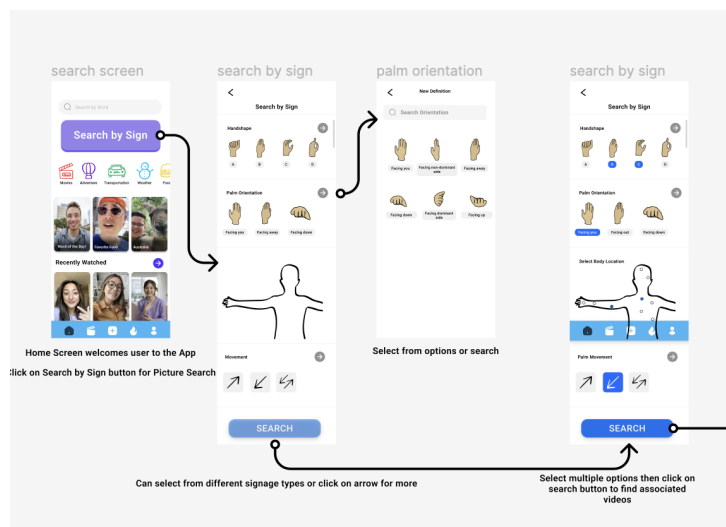 search screen
Search by Word
Search by Sign
Movies
Adventure
Transportation
Weather
Word of the Day!
Favorite Food
Australia
Recently Watched
Home Screen welcomes user to the App
Click on Search by Sign button for Picture Search
search by sign
Search by Sign
Handshape
A
B
C
Palm Orientation
Facing you
Facing away
Facing down
Movement
SEARCH
Can select from different signage types or click on arrow for more
palm orientation
New Definition
Search Orientation
Facing you
Facing non-dominant
side
Facing away
Facing down
Facing dominant
side
Facing up
Select from options or search
search by sign
Search by Sign
Handshape
A
B
C
D
Palm Orientation
Facing you
Facing out
Facing down
Select Body Location
Palm Movement
SEARCH
Select multiple options then click on
search button to find associated
videos